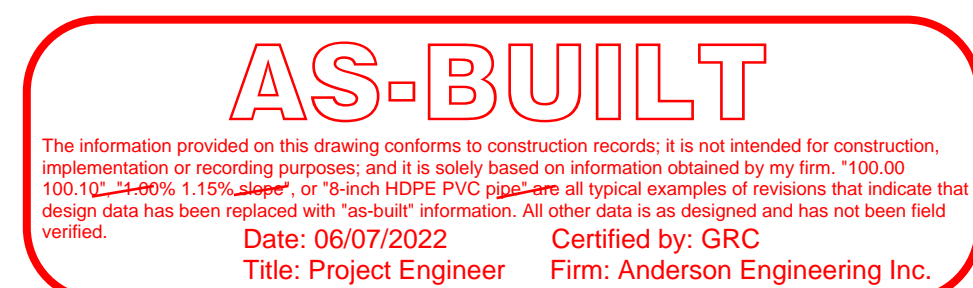 AS-BUILT
The information provided on this drawing conforms to construction records; it is not intended for construction,
implementation or recording purposes; and it is solely based on information obtained by my firm. "100.00
100.10", "1.00% 1.15% slope", or "8-inch HDPE PVC pipe" are all typical examples of revisions that indicate that
design data has been replaced with "as-built" information. All other data is as designed and has not been field
verified.
Date: 06/07/2022 Certified by: GRC
Title: Project Engineer Firm: Anderson Engineering Inc.